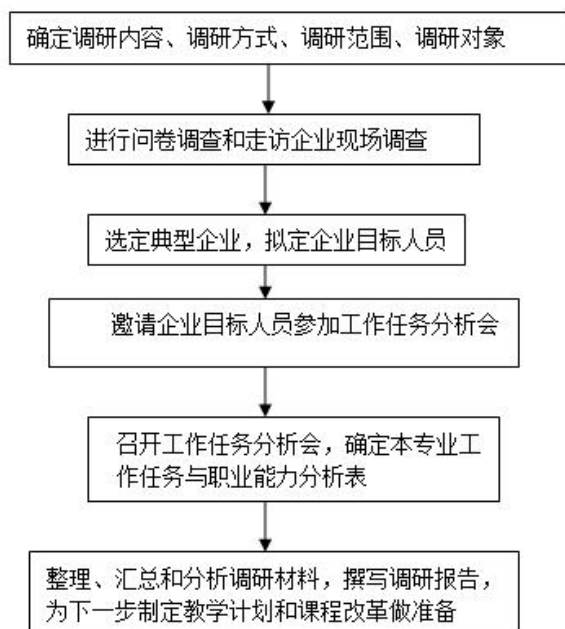 确定调研内容、调研方式、调研范围、调研对象
进行问卷调查和走访企业现场调查
选定典型企业，拟定企业目标人员
邀请企业目标人员参加工作任务分析会
召开工作任务分析会，确定本专业工
作任务与职业能力分析表
整理、汇总和分析调研材料，撰写调研报告，
为下一步制定教学计划和课程改革做准备